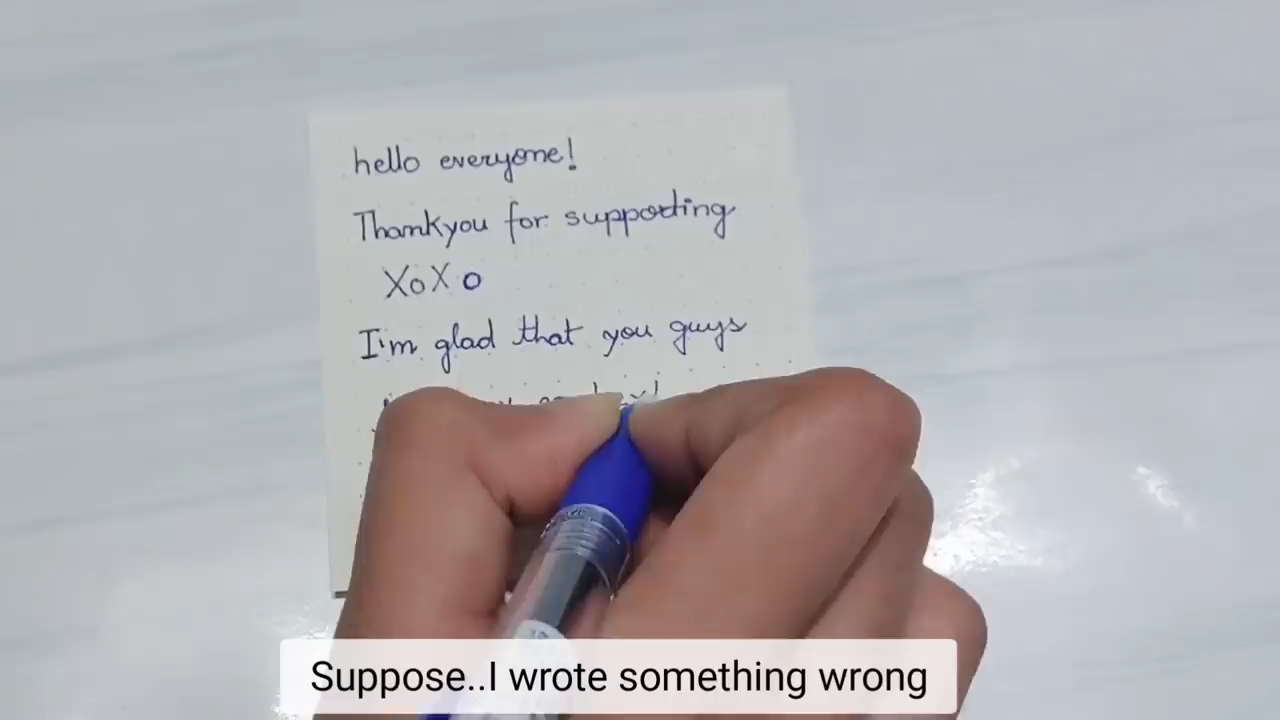 hello everyone!
Thankyou for supporting
XoXo
I'm glad that you guys
Suppose..I wrote something wrong